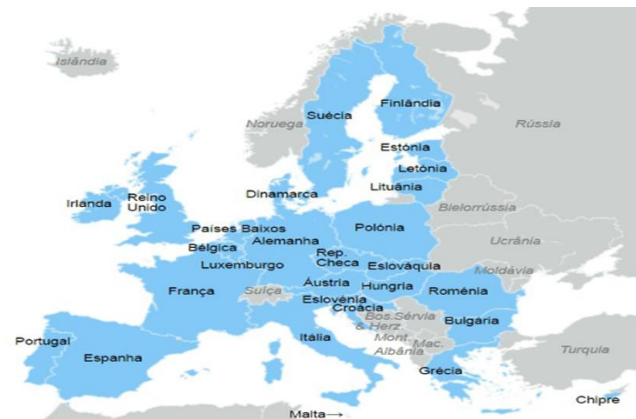 Islândia
Finlândia
Suécia
Noruega
Rússia
Estónia
Letónia
Lituânia
Dinamarca
Irlanda
Reino
Unido
Bielorrússia
Países Baixos
Polónia
Alemanha
Bélgica
Ucrânia
Rep.
Checa
Luxemburgo
Eslováquia
Moldávia
Áustria
Hungria
França
Suíça
Roménia
Eslovénia
Croácia
Bos.
& Herz.
Sérvia
Bulgária
Portugal
Espanha
Itália
Mont.
Mac.
Albânia
Turquia
Grécia
Chipre
Malta→